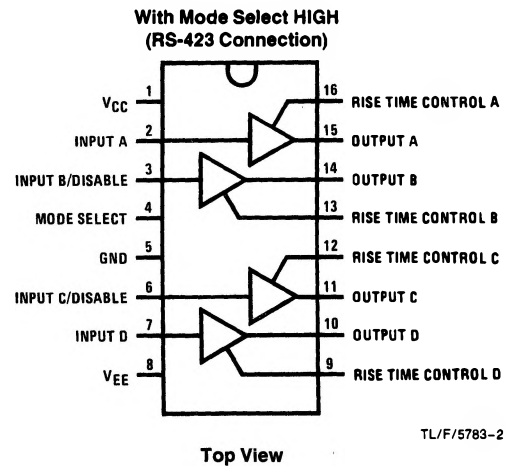 With Mode Select HIGH
(RS-423 Connection)
VCC 1
16 RISE TIME CONTROL A
INPUT A 2
15 OUTPUT A
INPUT B/DISABLE 3
14 OUTPUT B
MODE SELECT 4
13 RISE TIME CONTROL B
GND 5
12 RISE TIME CONTROL C
INPUT C/DISABLE 6
11 OUTPUT C
INPUT D 7
10 OUTPUT D
VEE 8
9 RISE TIME CONTROL D
TL/F/5783-2
Top View